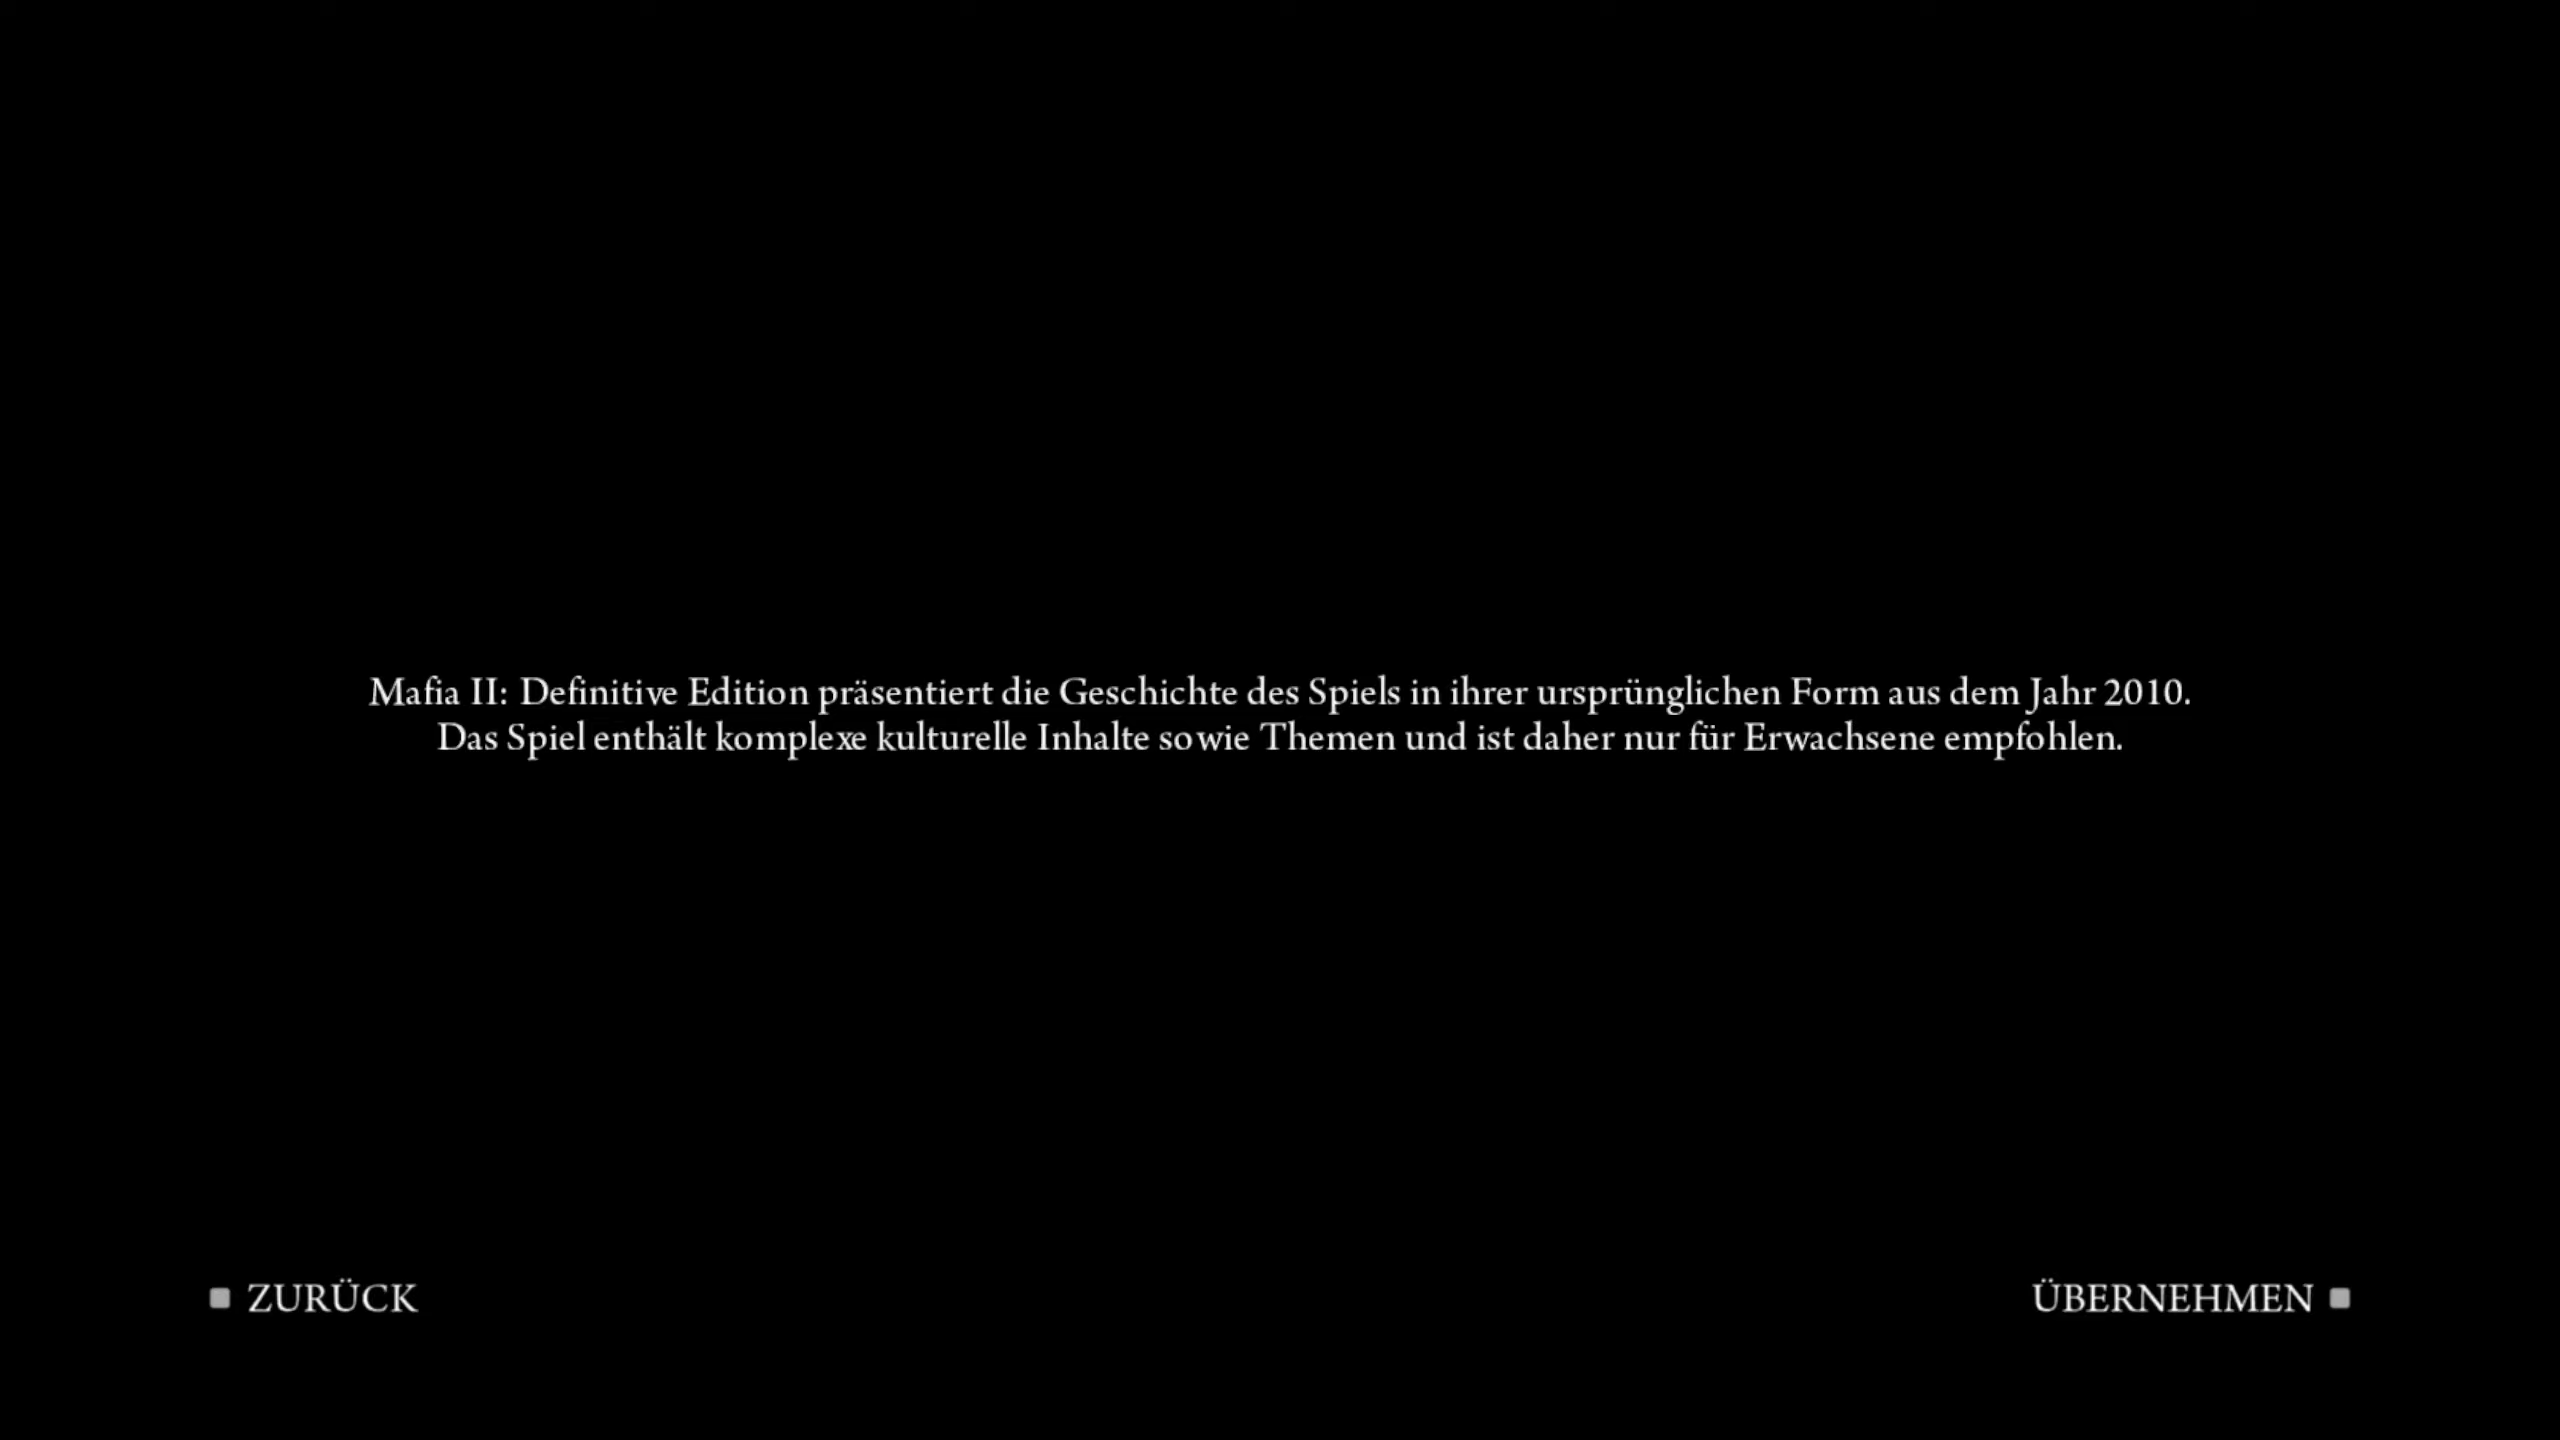 Mafia II: Definitive Edition präsentiert die Geschichte des Spiels in ihrer ursprünglichen Form aus dem Jahr 2010.
Das Spiel enthält komplexe kulturelle Inhalte sowie Themen und ist daher nur für Erwachsene empfohlen.
ZURÜCK
ÜBERNEHMEN